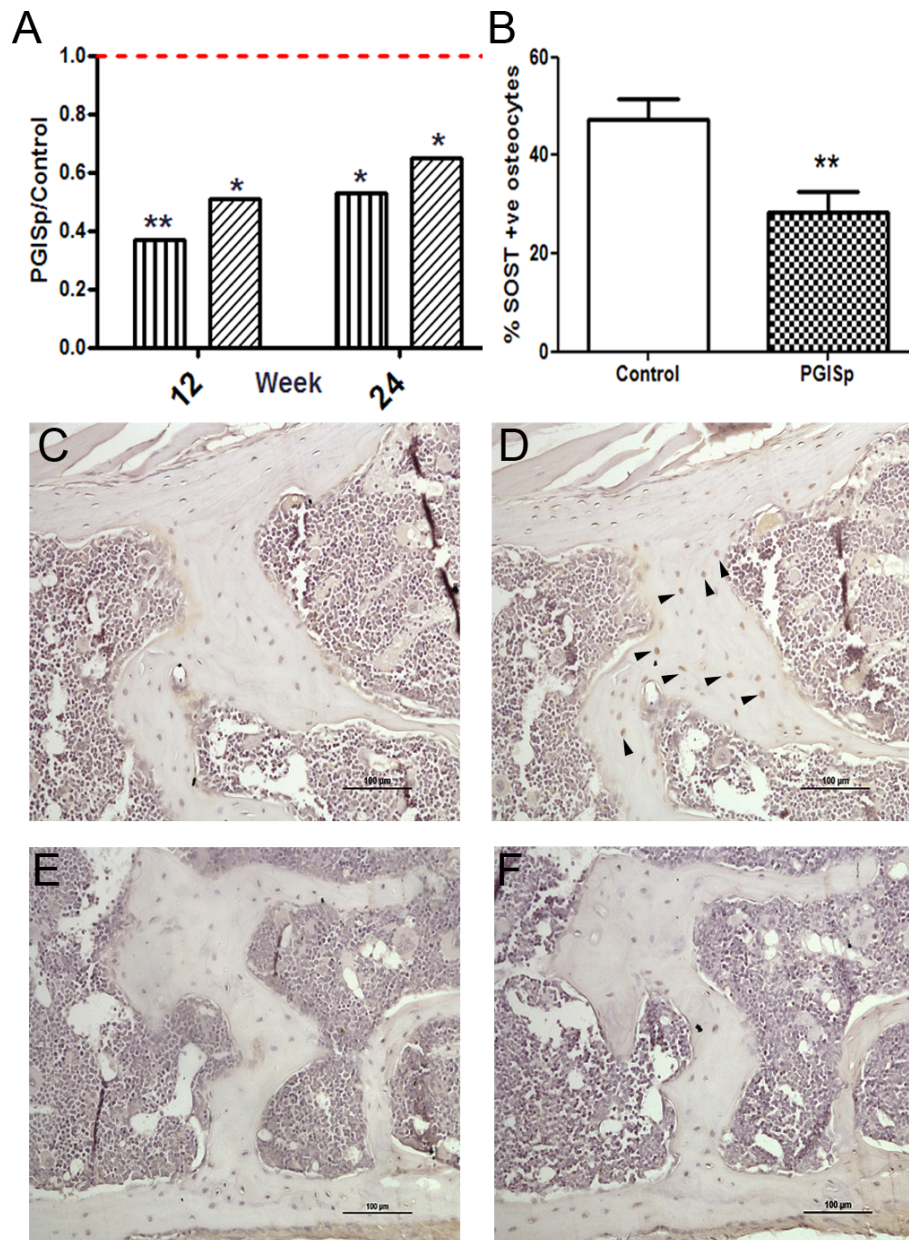 A
PGISp/Control
1.0
0.8
0.6
0.4
0.2
0.0
**
*
*
*
12
Week
24
B
% SOST +ve osteocytes
60
40
20
0
**
Control
PGISp
C
100 µm
D
100 µm
E
100 µm
F
100 µm